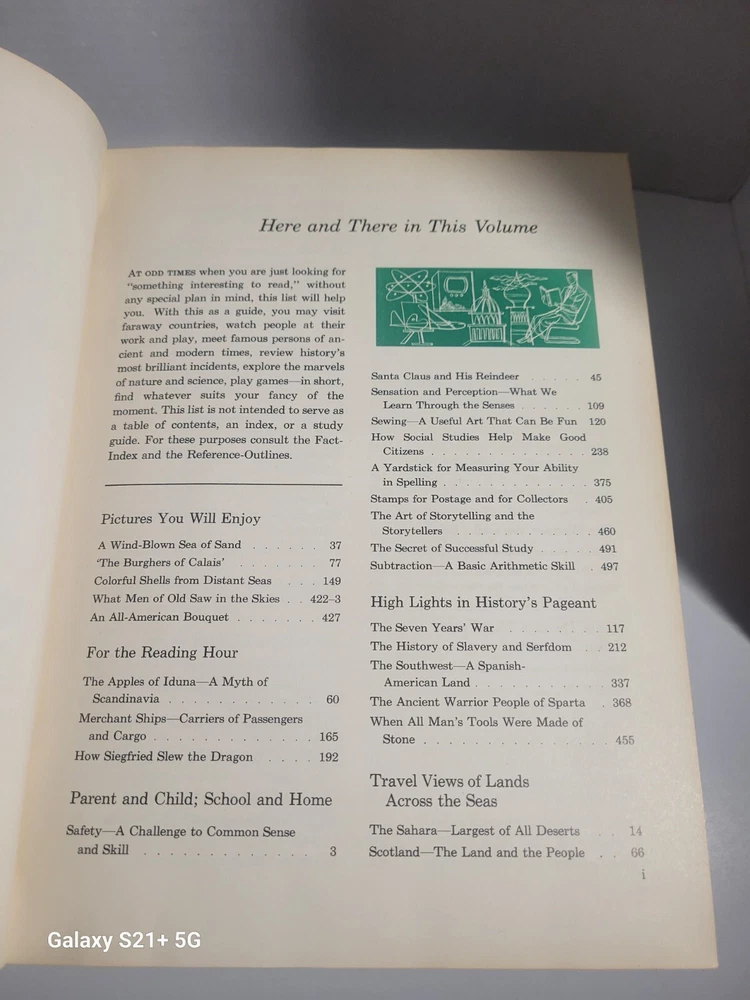 Here and There in This Volume
AT ODD TIMES when you are just looking for
"something interesting to read," without
any special plan in mind, this list will help
you. With this as a guide, you may visit
faraway countries, watch people at their
work and play, meet famous persons of an-
cient and modern times, review history's
most brilliant incidents, explore the marvels
of nature and science, play games—in short,
find whatever suits your fancy of the
moment. This list is not intended to serve as
a table of contents, an index, or a study
guide. For these purposes consult the Fact-
Index and the Reference-Outlines.
Pictures You Will Enjoy
A Wind-Blown Sea of Sand . . . . . . 37
'The Burghers of Calais' . . . . . . . 77
Colorful Shells from Distant Seas . . . 149
What Men of Old Saw in the Skies . . 422–3
An All-American Bouquet . . . . . . . 427
For the Reading Hour
The Apples of Iduna—A Myth of
Scandinavia . . . . . . . . . . . . 60
Merchant Ships—Carriers of Passengers
and Cargo . . . . . . . . . . . . . 165
How Siegfried Slew the Dragon . . . . 192
Parent and Child; School and Home
Safety—A Challenge to Common Sense
and Skill . . . . . . . . . . . . . 3
Santa Claus and His Reindeer . . . . . 45
Sensation and Perception—What We
Learn Through the Senses . . . . . . 109
Sewing—A Useful Art That Can Be Fun 120
How Social Studies Help Make Good
Citizens . . . . . . . . . . . . . 238
A Yardstick for Measuring Your Ability
in Spelling . . . . . . . . . . . . 375
Stamps for Postage and for Collectors . 405
The Art of Storytelling and the
Storytellers . . . . . . . . . . . 460
The Secret of Successful Study . . . . . 491
Subtraction—A Basic Arithmetic Skill . 497
High Lights in History's Pageant
The Seven Years' War . . . . . . . 117
The History of Slavery and Serfdom . . 212
The Southwest—A Spanish-
American Land . . . . . . . . . . . 337
The Ancient Warrior People of Sparta . 368
When All Man's Tools Were Made of
Stone . . . . . . . . . . . . . . . 455
Travel Views of Lands
Across the Seas
The Sahara—Largest of All Deserts . . 14
Scotland—The Land and the People . . 66
i
Galaxy S21+ 5G